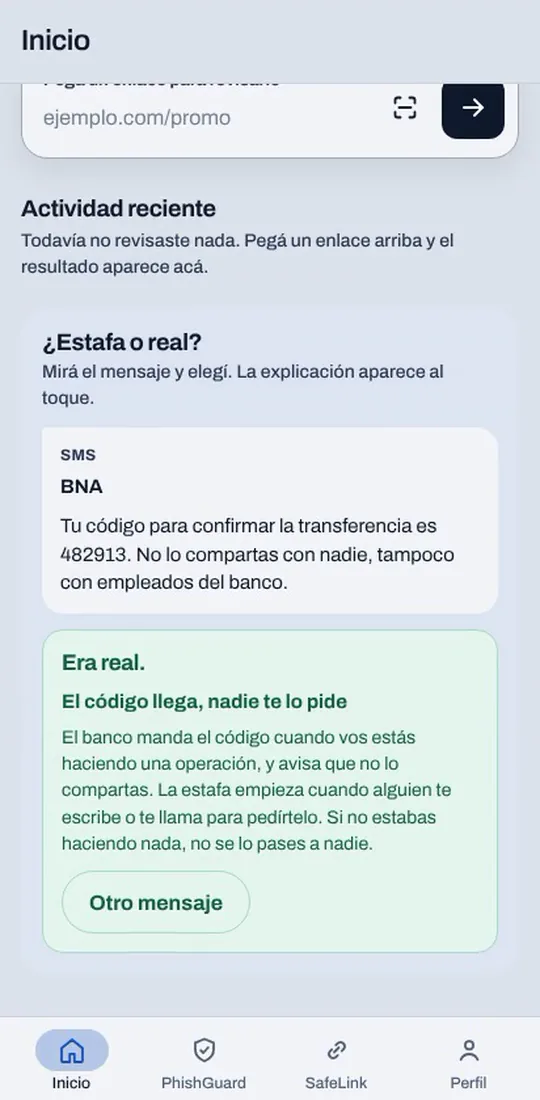 Inicio
ejemplo.com/promo
Actividad reciente
Todavía no revisaste nada. Pegá un enlace arriba y el
resultado aparece acá.
¿Estafa o real?
Mirá el mensaje y elegí. La explicación aparece al
toque.
SMS
BNA
Tu código para confirmar la transferencia es
482913. No lo compartas con nadie, tampoco
con empleados del banco.
Era real.
El código llega, nadie te lo pide
El banco manda el código cuando vos estás
haciendo una operación, y avisa que no lo
compartas. La estafa empieza cuando alguien te
escribe o te llama para pedírtelo. Si no estabas
haciendo nada, no se lo pases a nadie.
Otro mensaje
Inicio
PhishGuard
SafeLink
Perfil